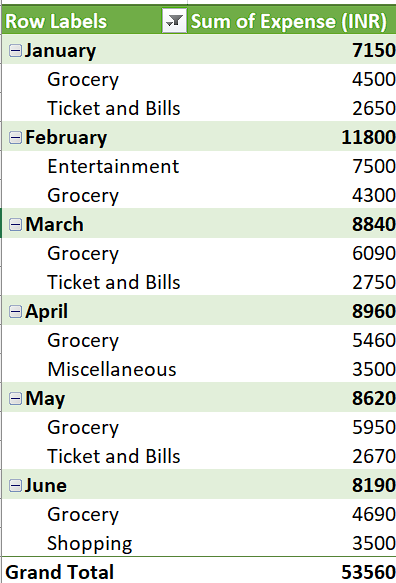 Row Labels Sum of Expense (INR)
January 7150
Grocery 4500
Ticket and Bills 2650
February 11800
Entertainment 7500
Grocery 4300
March 8840
Grocery 6090
Ticket and Bills 2750
April 8960
Grocery 5460
Miscellaneous 3500
May 8620
Grocery 5950
Ticket and Bills 2670
June 8190
Grocery 4690
Shopping 3500
Grand Total 53560